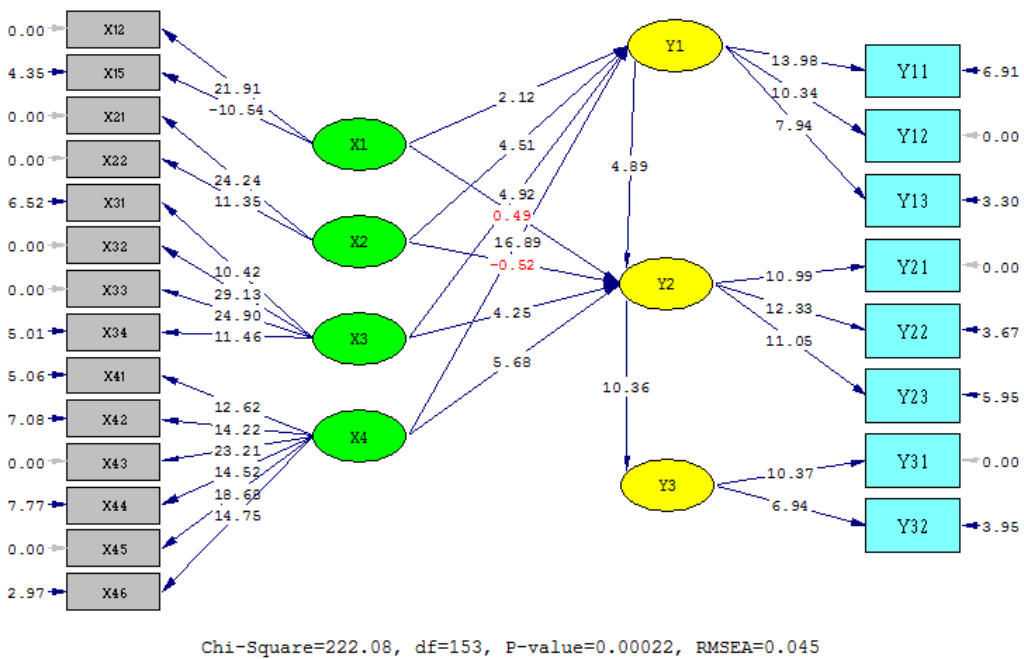 0.00 X12
4.35 X15
0.00 X21
0.00 X22
6.52 X31
0.00 X32
0.00 X33
5.01 X34
5.06 X41
7.08 X42
0.00 X43
7.77 X44
0.00 X45
2.97 X46
21.91
-10.54
24.24
11.35
10.42
29.13
24.90
11.46
12.62
14.22
23.21
14.52
18.68
14.75
X1
X2
X3
X4
2.12
4.51
4.92
0.49
16.89
-0.52
4.25
5.68
Y1
4.89
Y2
10.36
Y3
13.98
10.34
7.94
10.99
12.33
11.05
10.37
6.94
Y11 6.91
Y12 0.00
Y13 3.30
Y21 0.00
Y22 3.67
Y23 5.95
Y31 0.00
Y32 3.95
Chi-Square=222.08, df=153, P-value=0.00022, RMSEA=0.045